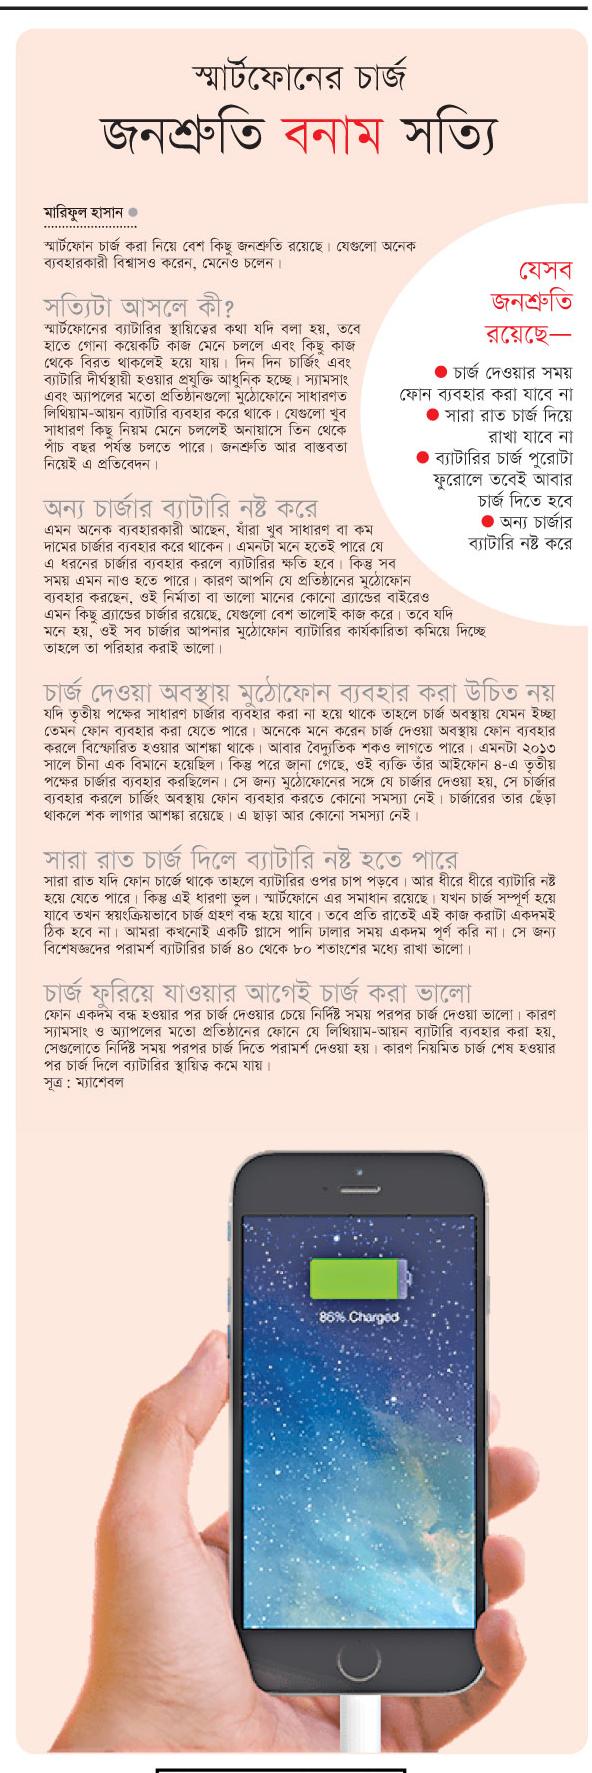 স্মার্টফোনের চার্জ
জনশ্রুতি বনাম সত্যি
মারিফুল হাসান ●
স্মার্টফোন চার্জ করা নিয়ে বেশ কিছু জনশ্রুতি রয়েছে। যেগুলো অনেক
ব্যবহারকারী বিশ্বাসও করেন, মেনেও চলেন।
সত্যিটা আসলে কী?
স্মার্টফোনের ব্যাটারির স্থায়িত্বের কথা যদি বলা হয়, তবে
হাতে গোনা কয়েকটি কাজ মেনে চললে এবং কিছু কাজ
থেকে বিরত থাকলেই হয়ে যায়। দিন দিন চার্জিং এবং
ব্যাটারি দীর্ঘস্থায়ী হওয়ার প্রযুক্তি আধুনিক হচ্ছে। স্যামসাং
এবং অ্যাপলের মতো প্রতিষ্ঠানগুলো মুঠোফোনে সাধারণত
লিথিয়াম-আয়ন ব্যাটারি ব্যবহার করে থাকে। যেগুলো খুব
সাধারণ কিছু নিয়ম মেনে চললেই অনায়াসে তিন থেকে
পাঁচ বছর পর্যন্ত চলতে পারে। জনশ্রুতি আর বাস্তবতা
নিয়েই এ প্রতিবেদন।
যেসব
জনশ্রুতি
রয়েছে—
● চার্জ দেওয়ার সময়
ফোন ব্যবহার করা যাবে না
● সারা রাত চার্জ দিয়ে
রাখা যাবে না
● ব্যাটারির চার্জ পুরোটা
ফুরোলে তবেই আবার
চার্জ দিতে হবে
● অন্য চার্জার
ব্যাটারি নষ্ট করে
অন্য চার্জার ব্যাটারি নষ্ট করে
এমন অনেক ব্যবহারকারী আছেন, যাঁরা খুব সাধারণ বা কম
দামের চার্জার ব্যবহার করে থাকেন। এমনটা মনে হতেই পারে যে
এ ধরনের চার্জার ব্যবহার করলে ব্যাটারির ক্ষতি হবে। কিন্তু সব
সময় এমন নাও হতে পারে। কারণ আপনি যে প্রতিষ্ঠানের মুঠোফোন
ব্যবহার করছেন, ওই নির্মাতা বা ভালো মানের কোনো ব্র্যান্ডের বাইরেও
এমন কিছু ব্র্যান্ডের চার্জার রয়েছে, যেগুলো বেশ ভালোই কাজ করে। তবে যদি
মনে হয়, ওই সব চার্জার আপনার মুঠোফোন ব্যাটারির কার্যকারিতা কমিয়ে দিচ্ছে
তাহলে তা পরিহার করাই ভালো।
চার্জ দেওয়া অবস্থায় মুঠোফোন ব্যবহার করা উচিত নয়
যদি তৃতীয় পক্ষের সাধারণ চার্জার ব্যবহার করা না হয়ে থাকে তাহলে চার্জ অবস্থায় যেমন ইচ্ছা
তেমন ফোন ব্যবহার করা যেতে পারে। অনেকে মনে করেন চার্জ দেওয়া অবস্থায় ফোন ব্যবহার
করলে বিস্ফোরিত হওয়ার আশঙ্কা থাকে। আবার বৈদ্যুতিক শকও লাগতে পারে। এমনটা ২০১৩
সালে চীনা এক বিমানে হয়েছিল। কিন্তু পরে জানা গেছে, ওই ব্যক্তি তাঁর আইফোন ৪-এ তৃতীয়
পক্ষের চার্জার ব্যবহার করছিলেন। সে জন্য মুঠোফোনের সঙ্গে যে চার্জার দেওয়া হয়, সে চার্জার
ব্যবহার করলে চার্জিং অবস্থায় ফোন ব্যবহার করতে কোনো সমস্যা নেই। চার্জারের তার ছেঁড়া
থাকলে শক লাগার আশঙ্কা রয়েছে। এ ছাড়া আর কোনো সমস্যা নেই।
সারা রাত চার্জ দিলে ব্যাটারি নষ্ট হতে পারে
সারা রাত যদি ফোন চার্জে থাকে তাহলে ব্যাটারির ওপর চাপ পড়বে। আর ধীরে ধীরে ব্যাটারি নষ্ট
হয়ে যেতে পারে। কিন্তু এই ধারণা ভুল। স্মার্টফোনে এর সমাধান রয়েছে। যখন চার্জ সম্পূর্ণ হয়ে
যাবে তখন স্বয়ংক্রিয়ভাবে চার্জ গ্রহণ বন্ধ হয়ে যাবে। তবে প্রতি রাতেই এই কাজ করাটা একদমই
ঠিক হবে না। আমরা কখনোই একটি গ্লাসে পানি ঢালার সময় একদম পূর্ণ করি না। সে জন্য
বিশেষজ্ঞদের পরামর্শ ব্যাটারির চার্জ ৪০ থেকে ৮০ শতাংশের মধ্যে রাখা ভালো।
চার্জ ফুরিয়ে যাওয়ার আগেই চার্জ করা ভালো
ফোন একদম বন্ধ হওয়ার পর চার্জ দেওয়ার চেয়ে নির্দিষ্ট সময় পরপর চার্জ দেওয়া ভালো। কারণ
স্যামসাং ও অ্যাপলের মতো প্রতিষ্ঠানের ফোনে যে লিথিয়াম-আয়ন ব্যাটারি ব্যবহার করা হয়,
সেগুলোতে নির্দিষ্ট সময় পরপর চার্জ দিতে পরামর্শ দেওয়া হয়। কারণ নিয়মিত চার্জ শেষ হওয়ার
পর চার্জ দিলে ব্যাটারির স্থায়িত্ব কমে যায়।
সূত্র : ম্যাশেবল
86% Charged